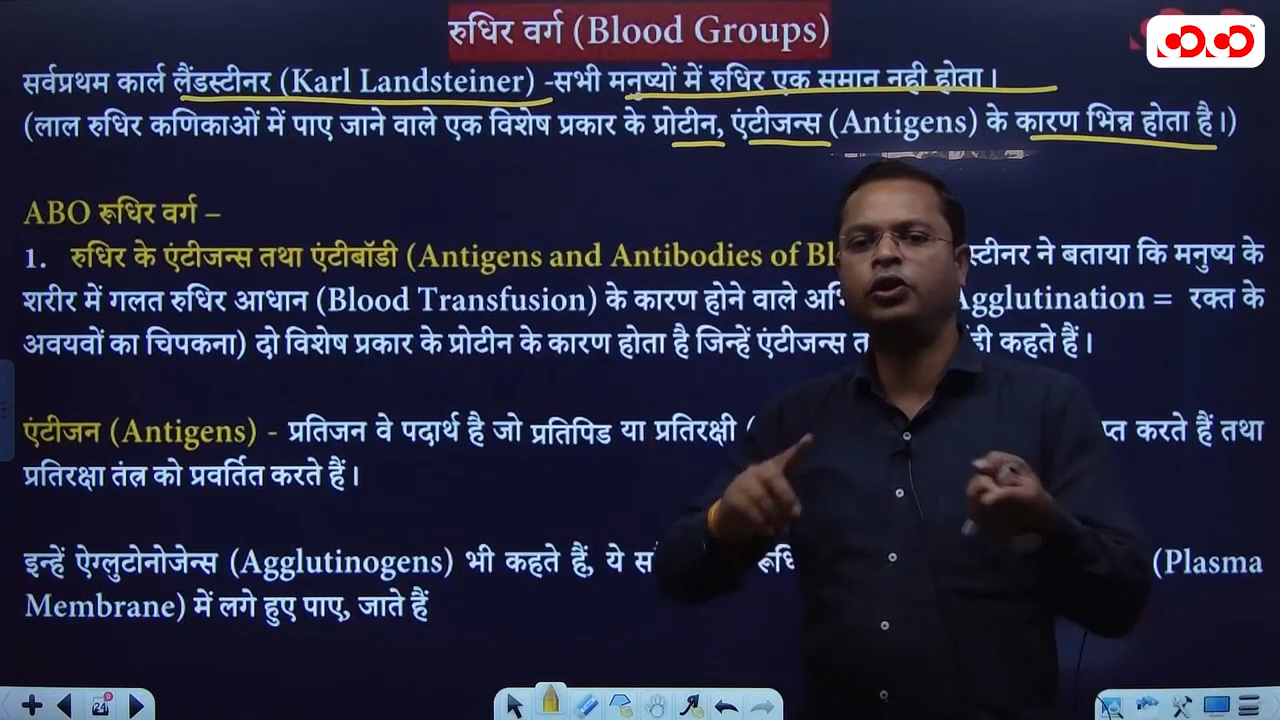 रुधिर वर्ग (Blood Groups)
सर्वप्रथम कार्ल लैंडस्टीनर (Karl Landsteiner) -सभी मनुष्यों में रुधिर एक समान नही होता।
(लाल रुधिर कणिकाओं में पाए जाने वाले एक विशेष प्रकार के प्रोटीन, एंटीजन्स (Antigens) के कारण भिन्न होता है।)
ABO रूधिर वर्ग –
1. रुधिर के एंटीजन्स तथा एंटीबॉडी (Antigens and Antibodies of Bl स्टीनर ने बताया कि मनुष्य के
शरीर में गलत रुधिर आधान (Blood Transfusion) के कारण होने वाले अभि Agglutination = रक्त के
अवयवों का चिपकना) दो विशेष प्रकार के प्रोटीन के कारण होता है जिन्हें एंटीजन्स त ही कहते हैं।
एंटीजन (Antigens) - प्रतिजन वे पदार्थ है जो प्रतिपिड या प्रतिरक्षी ( प्त करते हैं तथा
प्रतिरक्षा तंत्र को प्रवर्तित करते हैं।
इन्हें ऐग्लुटोनोजेन्स (Agglutinogens) भी कहते हैं, ये स रूधि (Plasma
Membrane) में लगे हुए पाए, जाते हैं
24